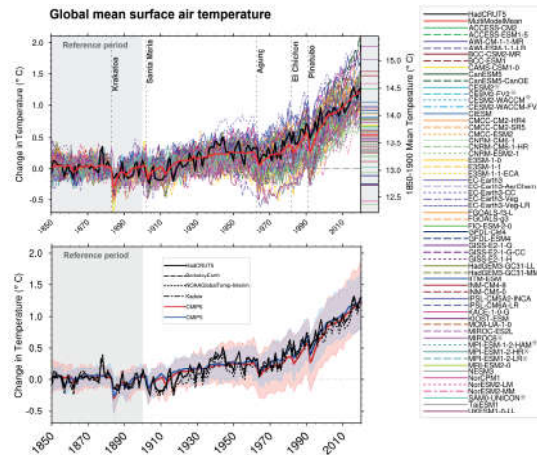 Global mean surface air temperature
Reference period
Krakatoa
Santa Maria
Agung
El Chichon
Pinatubo
Change in Temperature (° C)
2.0
1.5
1.0
0.5
0.0
-0.5
1850
1870
1890
1910
1930
1950
1970
1990
2010
1850-1900 Mean Temperature (° C)
15.0
14.5
14.0
13.5
13.0
12.5
Reference period
Change in Temperature (° C)
2.0
1.5
1.0
0.5
0.0
-0.5
1850
1870
1890
1910
1930
1950
1970
1990
2010
HadCRUT5
BerkeleyEarth
NOAAGlobalTemp-Interim
Kadow
CMIP6
HadCRUT5
MultiModelMean
ACCESS-CM2
ACCESS-ESM1-5
AWI-CM-1-1-MR
AWI-ESM-1-1-LR
BCC-CSM2-MR
BCC-ESM1
CAMS-CSM1-0
CanESM5
CanESM5-CanOE
CESM2
CESM2-FV2
CESM2-WACCM
CESM2-WACCM-FV
CIESM
CMCC-CM2-HR4
CMCC-CM2-SR5
CMCC-ESM2
CNRM-CM6-1
CNRM-CM6-1-HR
CNRM-ESM2-1
E3SM-1-0
E3SM-1-1
E3SM-1-1-ECA
EC-Earth3
EC-Earth3-AerChem
EC-Earth3-CC
EC-Earth3-Veg
EC-Earth3-Veg-LR
FGOALS-f3-L
FGOALS-g3
FIO-ESM-2-0
GFDL-CM4
GFDL-ESM4
GISS-E2-1-G
GISS-E2-1-G-CC
GISS-E2-1-H
HadGEM3-GC31-LL
HadGEM3-GC31-MM
IITM-ESM
INM-CM4-8
INM-CM5-0
IPSL-CM5A2-INCA
IPSL-CM6A-LR
KACE-1-0-G
KIOST-ESM
MCM-UA-1-0
MIROC-ES2L
MIROC6
MPI-ESM-1-2-HAM
MPI-ESM1-2-HR
MPI-ESM1-2-LR
MRI-ESM2-0
NESM3
NorCPM1
NorESM2-LM
NorESM2-MM
SAM0-UNICON
TaiESM1
UKESM1-0-LL